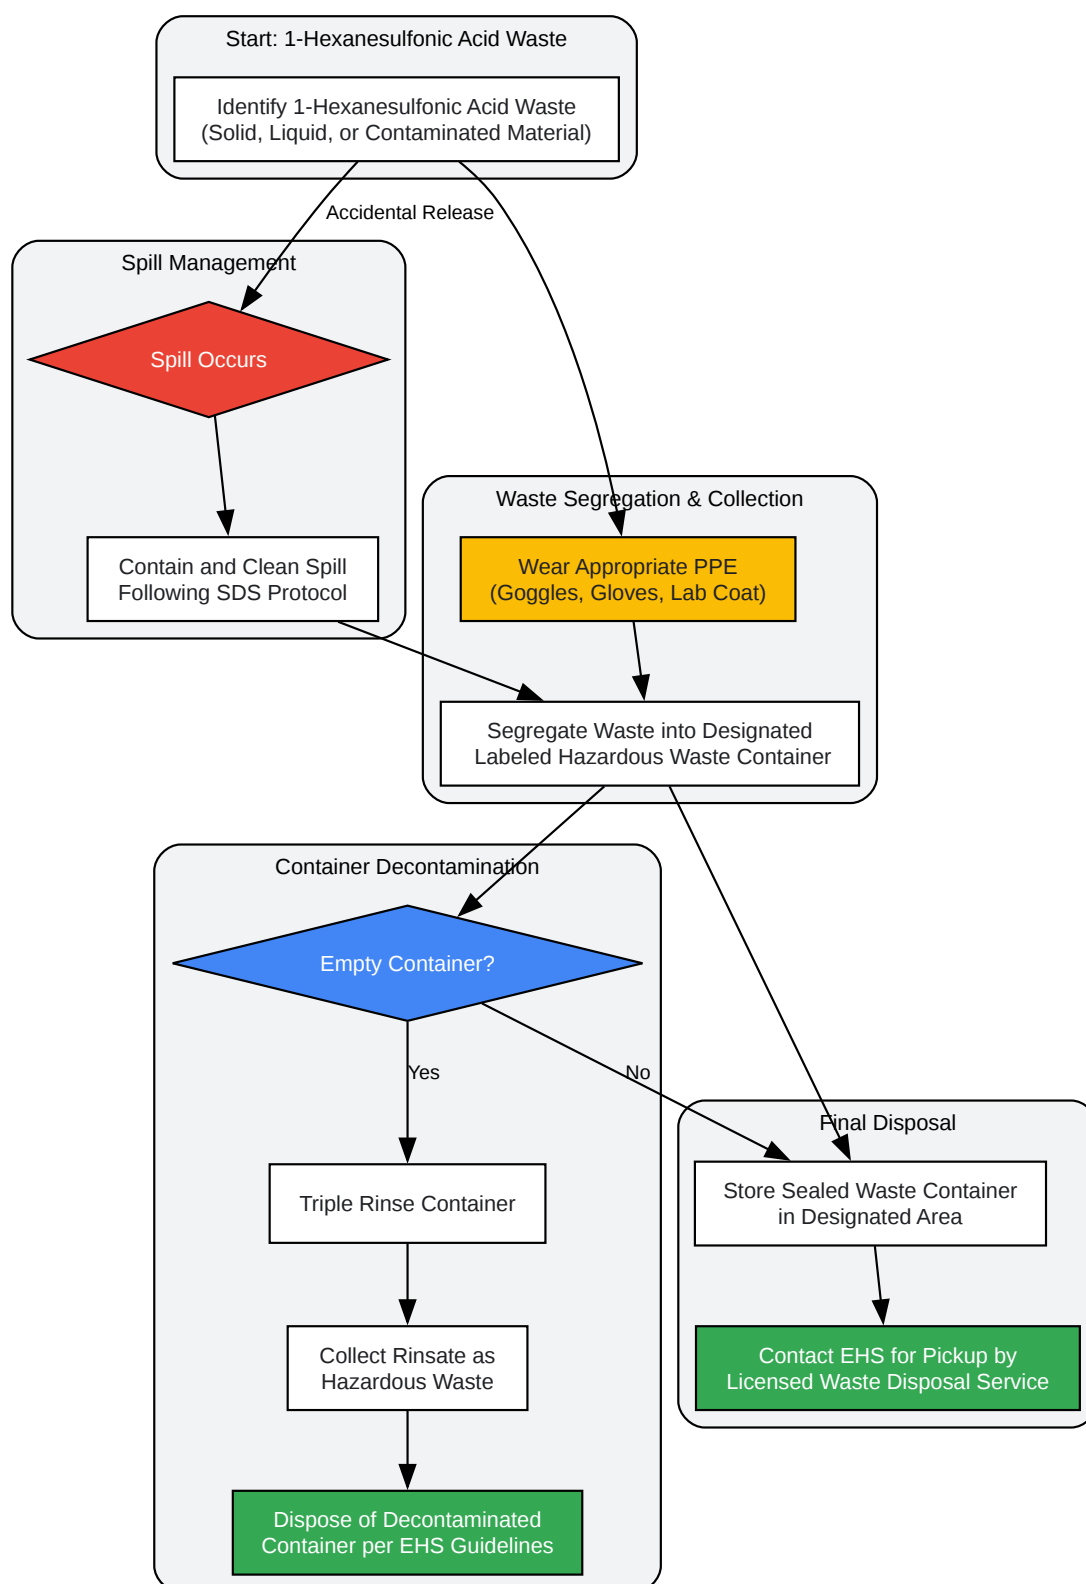 Start: 1-Hexanesulfonic Acid Waste
Identify 1-Hexanesulfonic Acid Waste
(Solid, Liquid, or Contaminated Material)
Accidental Release
Spill Management
Spill Occurs
Contain and Clean Spill
Following SDS Protocol
Waste Segregation & Collection
Wear Appropriate PPE
(Goggles, Gloves, Lab Coat)
Segregate Waste into Designated
Labeled Hazardous Waste Container
Container Decontamination
Empty Container?
Yes
No
Triple Rinse Container
Collect Rinsate as
Hazardous Waste
Dispose of Decontaminated
Container per EHS Guidelines
Final Disposal
Store Sealed Waste Container
in Designated Area
Contact EHS for Pickup by
Licensed Waste Disposal Service